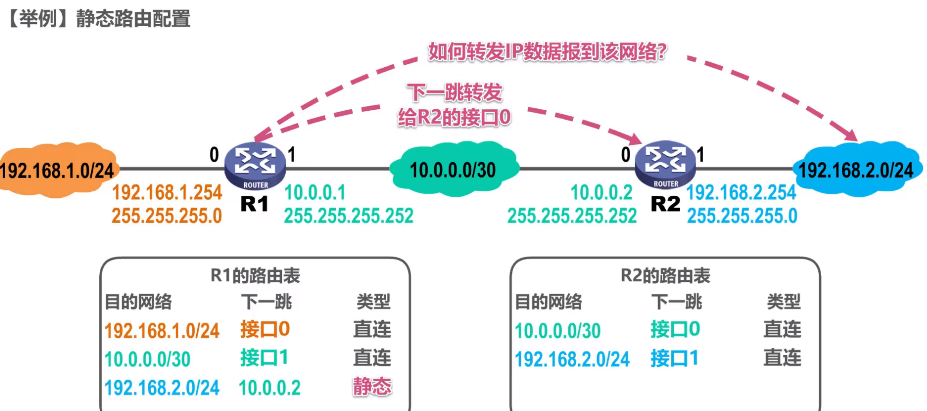 【举例】静态路由配置
如何转发IP数据报到该网络?
下一跳转发
给R2的接口0
192.168.1.0/24
0
ROUTER
R1
1
10.0.0.0/30
0
ROUTER
R2
1
192.168.2.0/24
192.168.1.254
255.255.255.0
10.0.0.1
255.255.255.252
10.0.0.2
255.255.255.252
192.168.2.254
255.255.255.0
R1的路由表
目的网络 下一跳 类型
192.168.1.0/24 接口0 直连
10.0.0.0/30 接口1 直连
192.168.2.0/24 10.0.0.2 静态
R2的路由表
目的网络 下一跳 类型
10.0.0.0/30 接口0 直连
192.168.2.0/24 接口1 直连